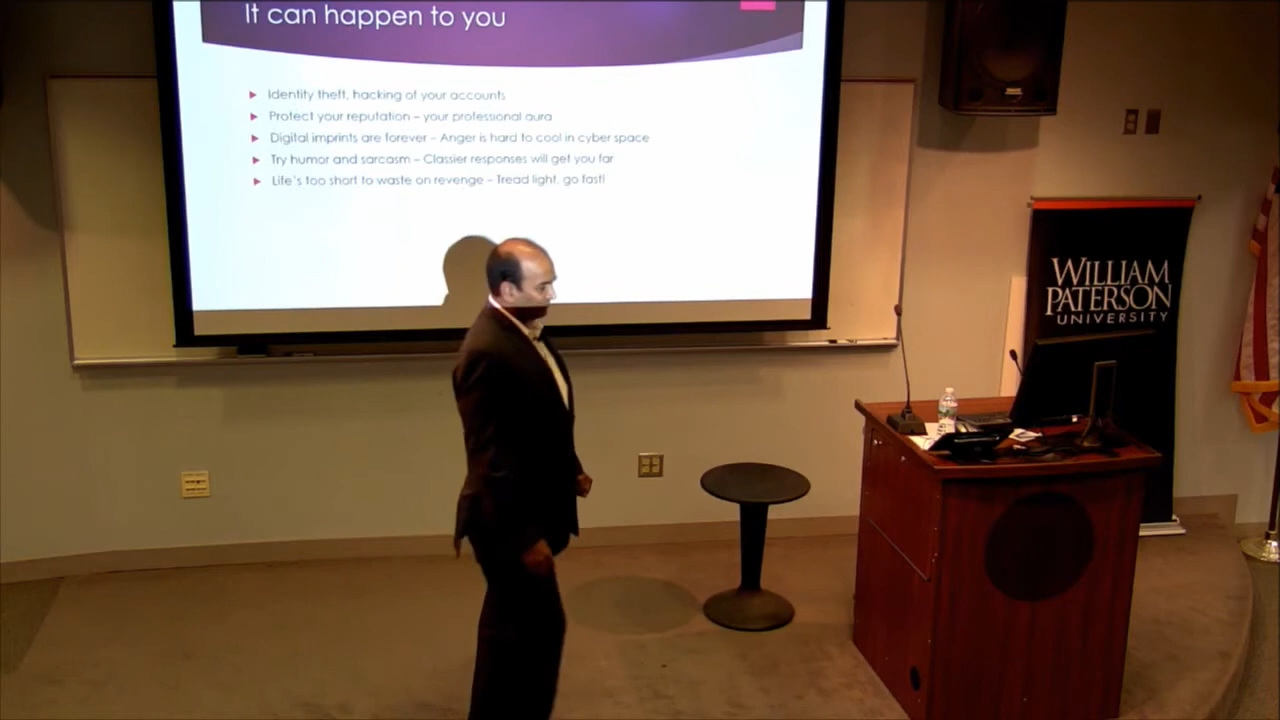 It can happen to you
Identity theft, hacking of your accounts
Protect your reputation – your professional aura
Digital imprints are forever – Anger is hard to cool in cyber space
Try humor and sarcasm – Classier responses will get you far
Life's too short to waste on revenge – Tread light, go fast!
WILLIAM
PATERSON
UNIVERSITY